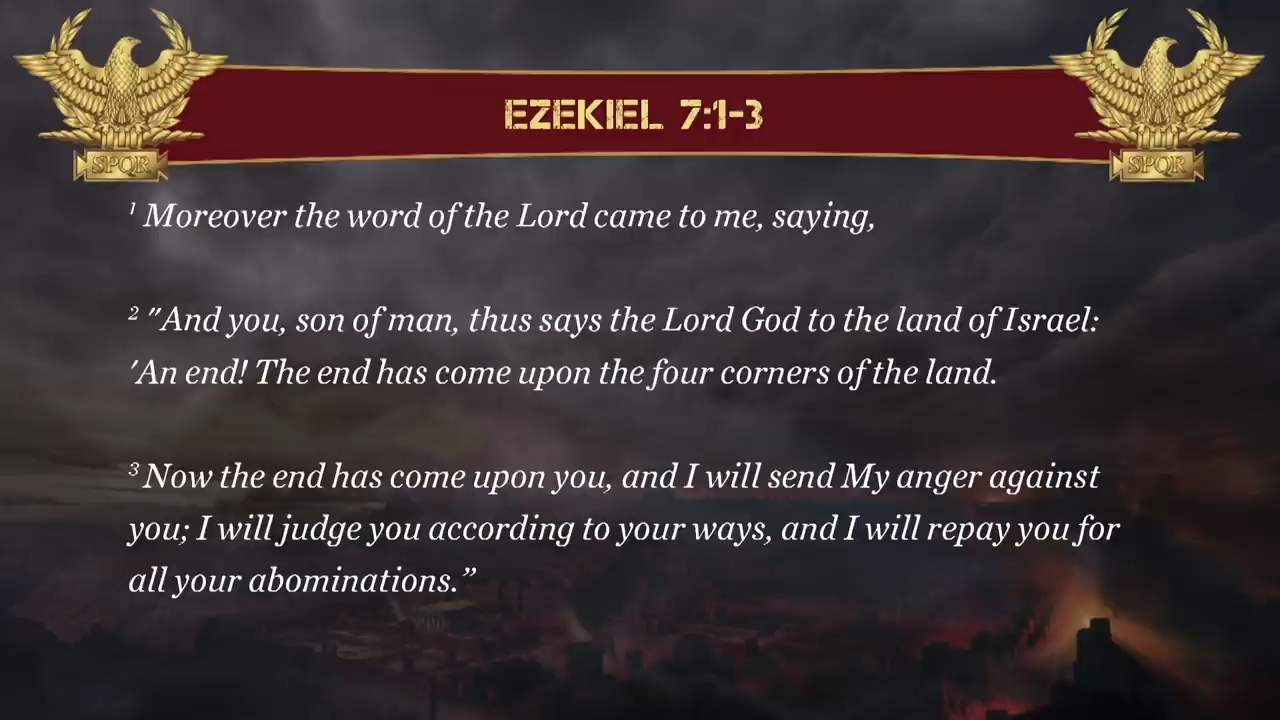 SPQR
EZEKIEL 7:1-3
SPQR
¹ Moreover the word of the Lord came to me, saying,
² "And you, son of man, thus says the Lord God to the land of Israel:
'An end! The end has come upon the four corners of the land.
³ Now the end has come upon you, and I will send My anger against
you; I will judge you according to your ways, and I will repay you for
all your abominations.”